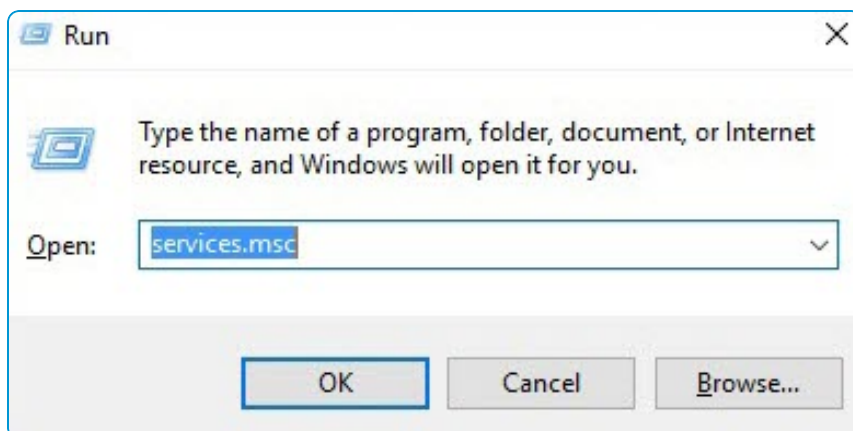 Run
Type the name of a program, folder, document, or Internet
resource, and Windows will open it for you.
Open: services.msc
OK Cancel Browse...